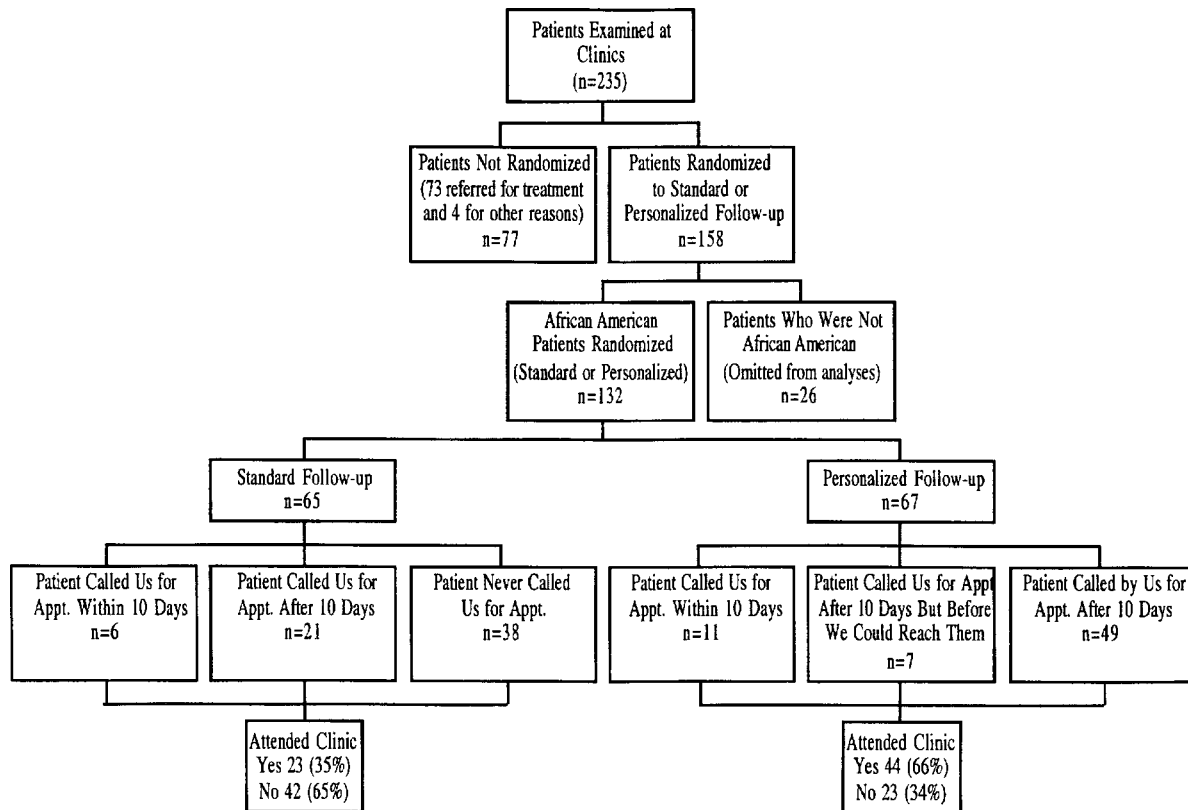 Patients Examined at
Clinics
(n=235)
Patients Not Randomized
(73 referred for treatment
and 4 for other reasons)
n=77
Patients Randomized
to Standard or
Personalized Follow-up
n=158
African American
Patients Randomized
(Standard or Personalized)
n=132
Patients Who Were Not
African American
(Omitted from analyses)
n=26
Standard Follow-up
n=65
Personalized Follow-up
n=67
Patient Called Us for
Appt. Within 10 Days
n=6
Patient Called Us for
Appt. After 10 Days
n=21
Patient Never Called
Us for Appt.
n=38
Patient Called Us for
Appt. Within 10 Days
n=11
Patient Called Us for Appt
After 10 Days But Before
We Could Reach Them
n=7
Patient Called by Us for
Appt. After 10 Days
n=49
Attended Clinic
Yes 23 (35%)
No 42 (65%)
Attended Clinic
Yes 44 (66%)
No 23 (34%)